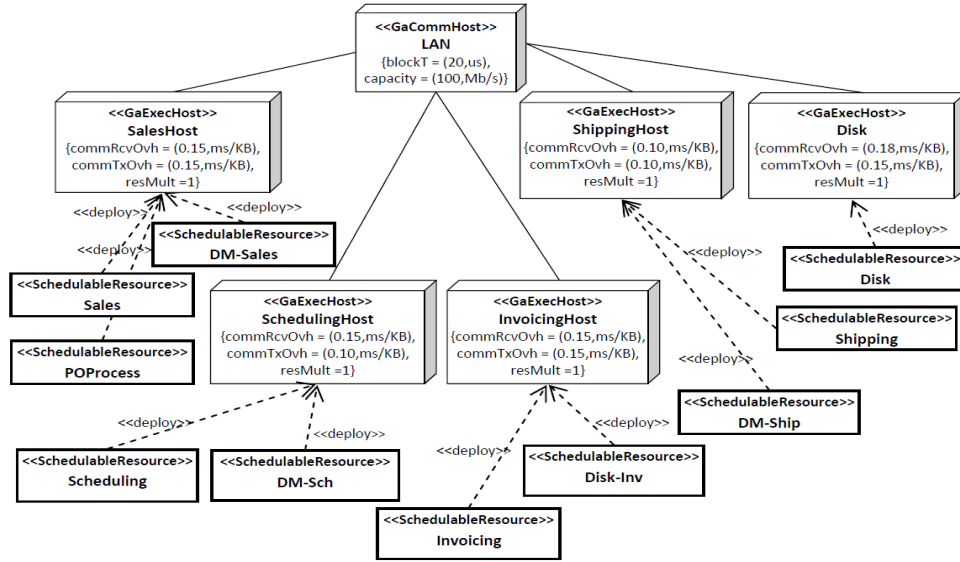 <<GaCommHost>>
LAN
{blockT = (20,us),
capacity = (100,Mb/s)}
<<GaExecHost>>
SalesHost
{commRcvOvh = (0.15,ms/KB),
commTxOvh = (0.15,ms/KB),
resMult =1}
<<GaExecHost>>
ShippingHost
{commRcvOvh = (0.10,ms/KB),
commTxOvh = (0.10,ms/KB),
resMult =1}
<<GaExecHost>>
Disk
{commRcvOvh = (0.18,ms/KB),
commTxOvh = (0.15,ms/KB),
resMult =1}
<<deploy>>
<<deploy>>
<<deploy>>
<<SchedulableResource>>
DM-Sales
<<SchedulableResource>>
Sales
<<SchedulableResource>>
POProcess
<<deploy>>
<<SchedulableResource>>
Disk
<<GaExecHost>>
SchedulingHost
{commRcvOvh = (0.15,ms/KB),
commTxOvh = (0.10,ms/KB),
resMult =1}
<<GaExecHost>>
InvoicingHost
{commRcvOvh = (0.15,ms/KB),
commTxOvh = (0.15,ms/KB),
resMult =1}
<<deploy>>
<<SchedulableResource>>
Shipping
<<deploy>>
<<SchedulableResource>>
DM-Ship
<<deploy>>
<<SchedulableResource>>
Scheduling
<<deploy>>
<<SchedulableResource>>
DM-Sch
<<deploy>>
<<deploy>>
<<SchedulableResource>>
Disk-Inv
<<SchedulableResource>>
Invoicing